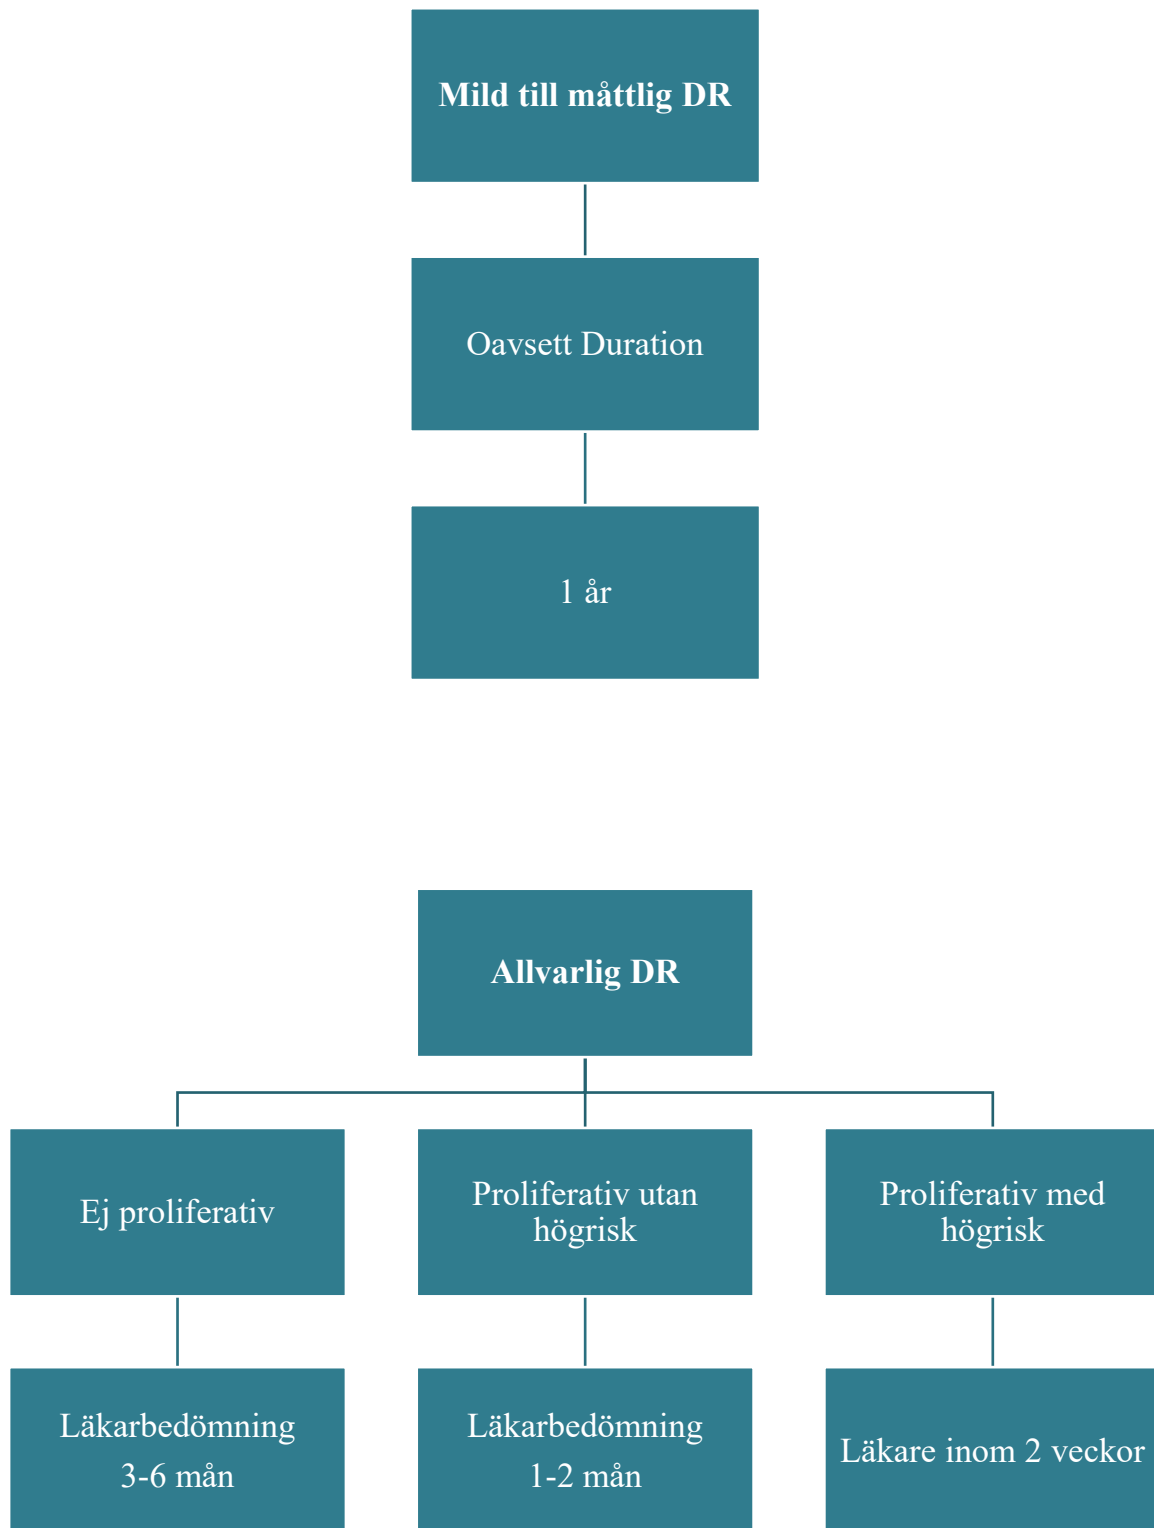 Mild till måttlig DR
Oavsett Duration
1 år
Allvarlig DR
Ej proliferativ
Proliferativ utan
högrisk
Proliferativ med
högrisk
Läkarbedömning
3-6 mån
Läkarbedömning
1-2 mån
Läkare inom 2 veckor